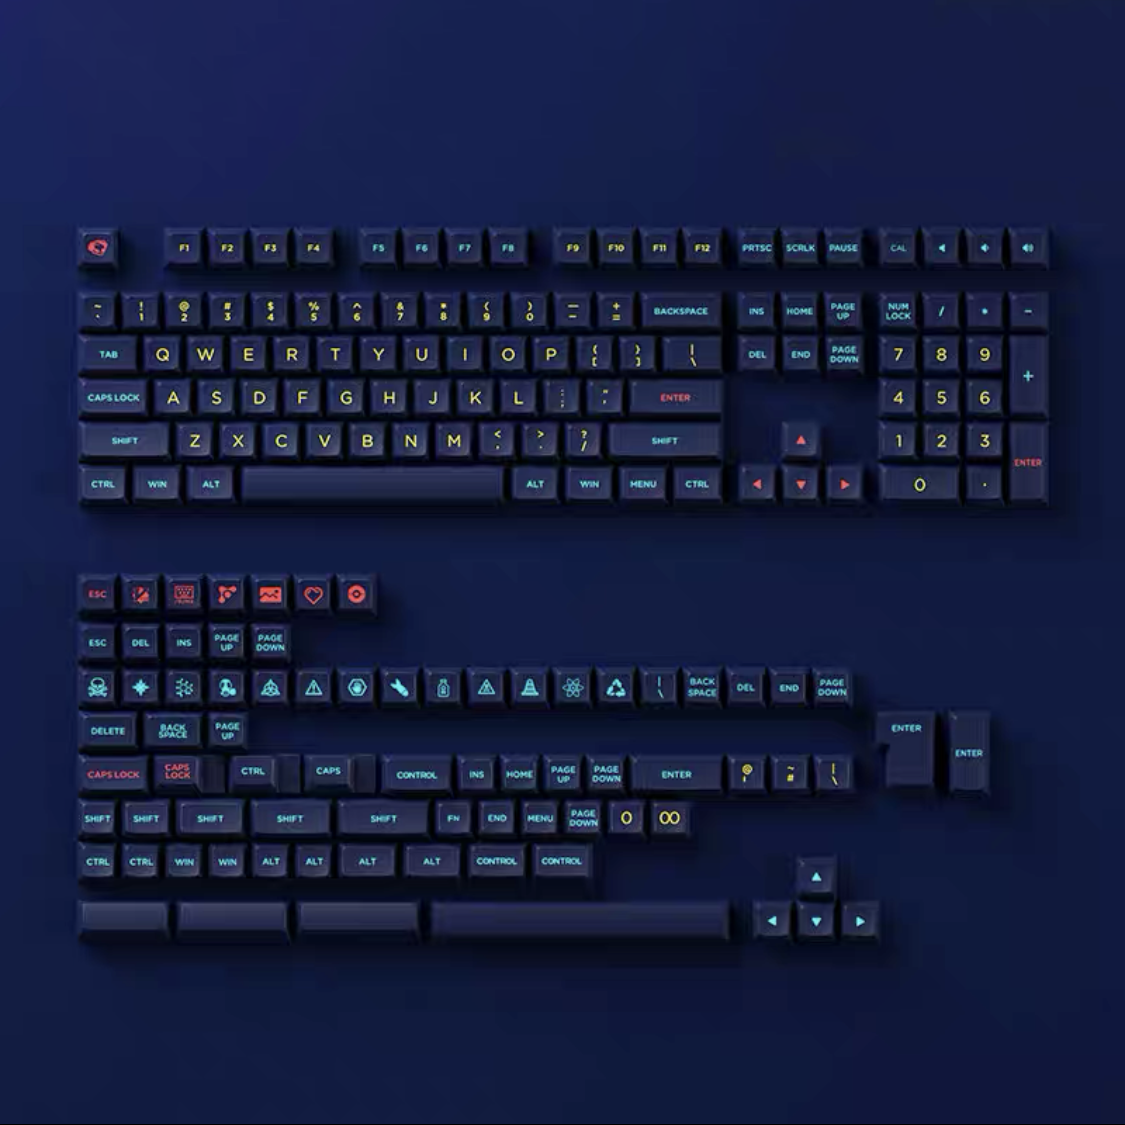 F1 F2 F3 F4 F5 F6 F7 F8 F9 F10 F11 F12 PRTSC SCRLK PAUSE CAL
~ ! @ # $ % ^ & * ( ) — +
` 1 2 3 4 5 6 7 8 9 0 - = BACKSPACE INS HOME PAGE UP NUM LOCK / * -
TAB Q W E R T Y U I O P { [ } ] | \ DEL END PAGE DOWN 7 8 9 +
CAPS LOCK A S D F G H J K L : ; " ' ENTER 4 5 6
SHIFT Z X C V B N M < , > . ? / SHIFT 1 2 3 ENTER
CTRL WIN ALT ALT WIN MENU CTRL 0 .
ESC
ESC DEL INS PAGE UP PAGE DOWN
| \ BACK SPACE DEL END PAGE DOWN
DELETE BACK SPACE PAGE UP ENTER ENTER
CAPS LOCK CAPS LOCK CTRL CAPS CONTROL INS HOME PAGE UP PAGE DOWN ENTER @ ' ~ # | \
SHIFT SHIFT SHIFT SHIFT SHIFT FN END MENU PAGE DOWN 0 00
CTRL CTRL WIN WIN ALT ALT ALT ALT CONTROL CONTROL